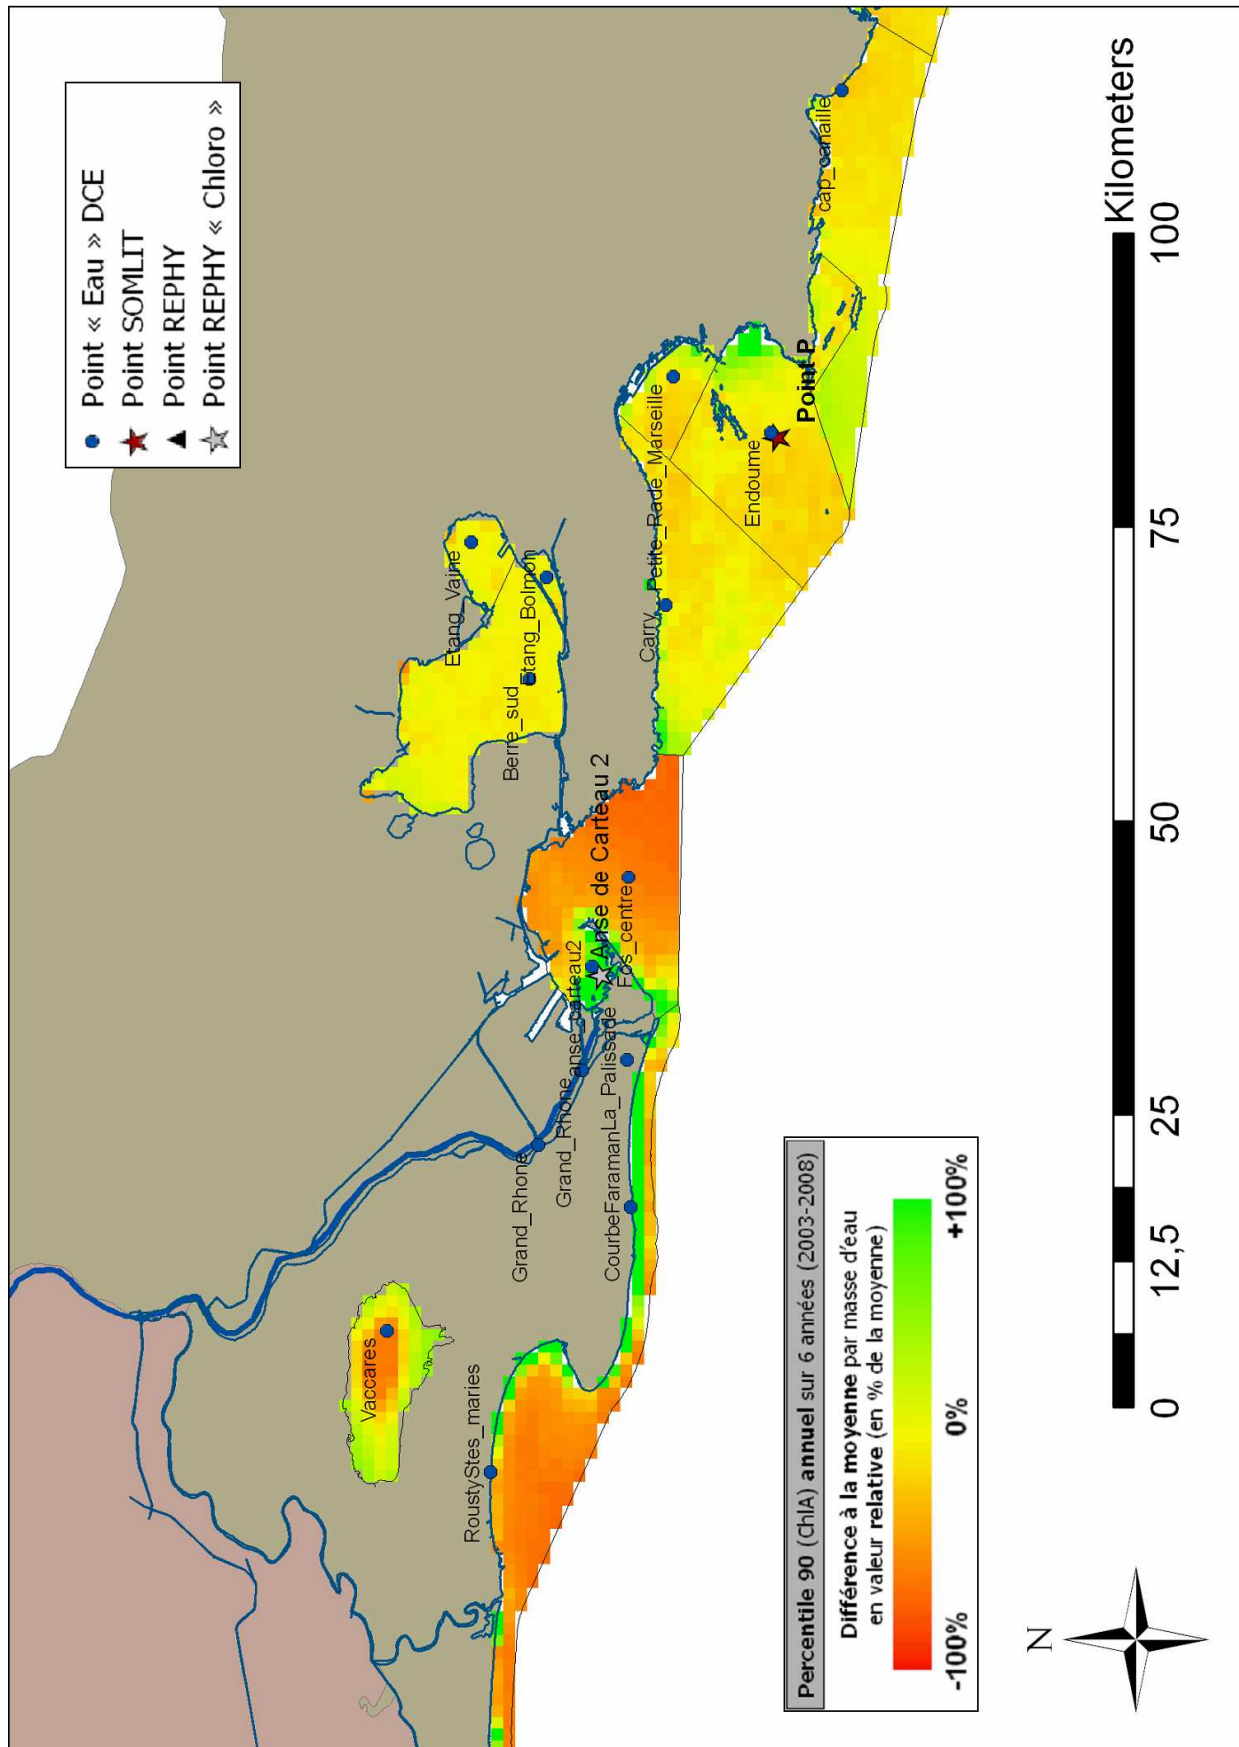 Point « Eau » DCE
Point SOMLIT
Point REPHY
Point REPHY « Chloro »
Etang_Vaine
Etang_Bolmon
Berre_sud
Vaccares
Grand_Rhone
Grand_Rhone
anse_carteau2
Anse de Carteau 2
Fos_centre
La_Palissade
CourbeFaraman
RoustyStes_maries
Carry
Petite_Rade_Marseille
Endoume
Point P
cap_canaille
Percentile 90 (ChlA) annuel sur 6 années (2003-2008)
Différence à la moyenne par masse d'eau
en valeur relative (en % de la moyenne)
-100% 0% +100%
N
0 12,5 25 50 75 100
Kilometers